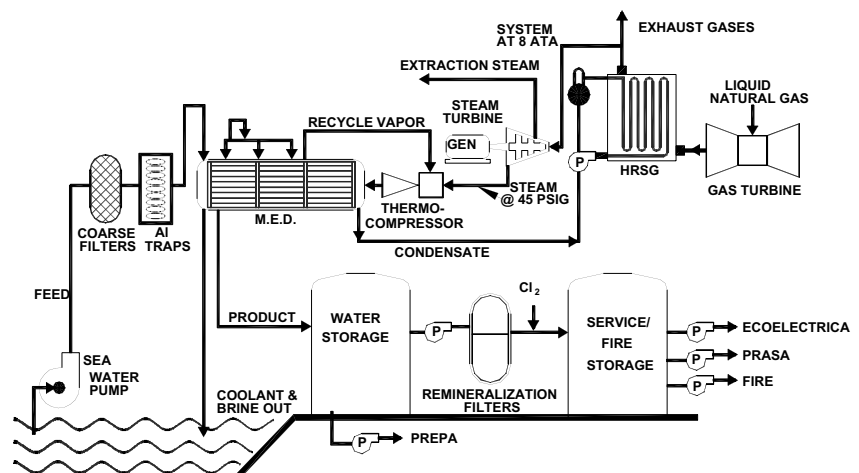 SYSTEM
AT 8 ATA
EXHAUST GASES
EXTRACTION STEAM
LIQUID
NATURAL GAS
STEAM
TURBINE
RECYCLE VAPOR
GEN
P
HRSG
GAS TURBINE
STEAM
@ 45 PSIG
THERMO-
COMPRESSOR
M.E.D.
COARSE
FILTERS
AI
TRAPS
CONDENSATE
FEED
PRODUCT
Cl2
WATER
STORAGE
P
SERVICE/
FIRE
STORAGE
P
ECOELECTRICA
P
PRASA
P
FIRE
SEA
WATER
PUMP
COOLANT &
BRINE OUT
REMINERALIZATION
FILTERS
P
PREPA